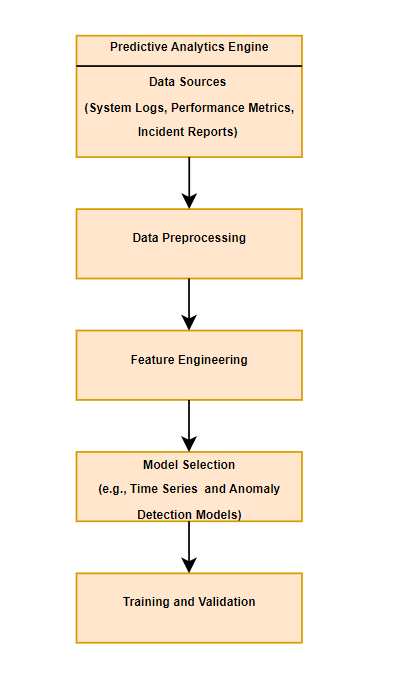 Predictive Analytics Engine
Data Sources
(System Logs, Performance Metrics,
Incident Reports)
Data Preprocessing
Feature Engineering
Model Selection
(e.g., Time Series and Anomaly
Detection Models)
Training and Validation